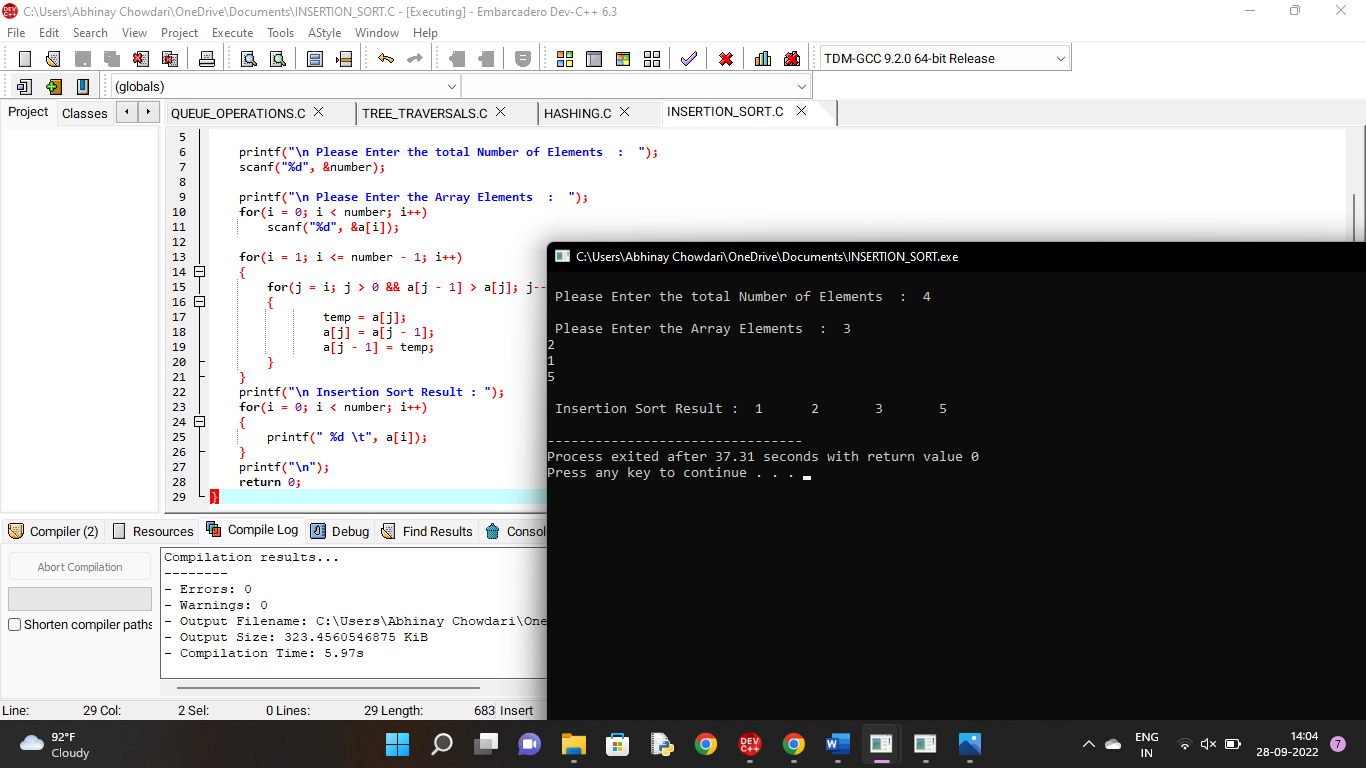 C:\Users\Abhinay Chowdari\OneDrive\Documents\INSERTION_SORT.C - [Executing] - Embarcadero Dev-C++ 6.3
File Edit Search View Project Execute Tools AStyle Window Help
TDM-GCC 9.2.0 64-bit Release
(globals)
Project Classes QUEUE_OPERATIONS.C TREE_TRAVERSALS.C HASHING.C INSERTION_SORT.C
5
6 printf("\n Please Enter the total Number of Elements  :  ");
7 scanf("%d", &number);
8
9 printf("\n Please Enter the Array Elements  :  ");
10 for(i = 0; i < number; i++)
11 scanf("%d", &a[i]);
12
13 for(i = 1; i <= number - 1; i++)
14 {
15 for(j = i; j > 0 && a[j - 1] > a[j]; j--
16 {
17 temp = a[j];
18 a[j] = a[j - 1];
19 a[j - 1] = temp;
20 }
21 }
22 printf("\n Insertion Sort Result : ");
23 for(i = 0; i < number; i++)
24 {
25 printf(" %d \t", a[i]);
26 }
27 printf("\n");
28 return 0;
29 }
C:\Users\Abhinay Chowdari\OneDrive\Documents\INSERTION_SORT.exe
Please Enter the total Number of Elements  :  4
Please Enter the Array Elements  :  3
2
1
5
Insertion Sort Result :  1 2 3 5
--------------------------------
Process exited after 37.31 seconds with return value 0
Press any key to continue . . .
Compiler (2) Resources Compile Log Debug Find Results Consol
Abort Compilation
Shorten compiler paths
Compilation results...
--------
- Errors: 0
- Warnings: 0
- Output Filename: C:\Users\Abhinay Chowdari\One
- Output Size: 323.4560546875 KiB
- Compilation Time: 5.97s
Line: 29 Col: 2 Sel: 0 Lines: 29 Length: 683 Insert
92°F
Cloudy
DEV C++
ENG
IN
14:04
28-09-2022
7